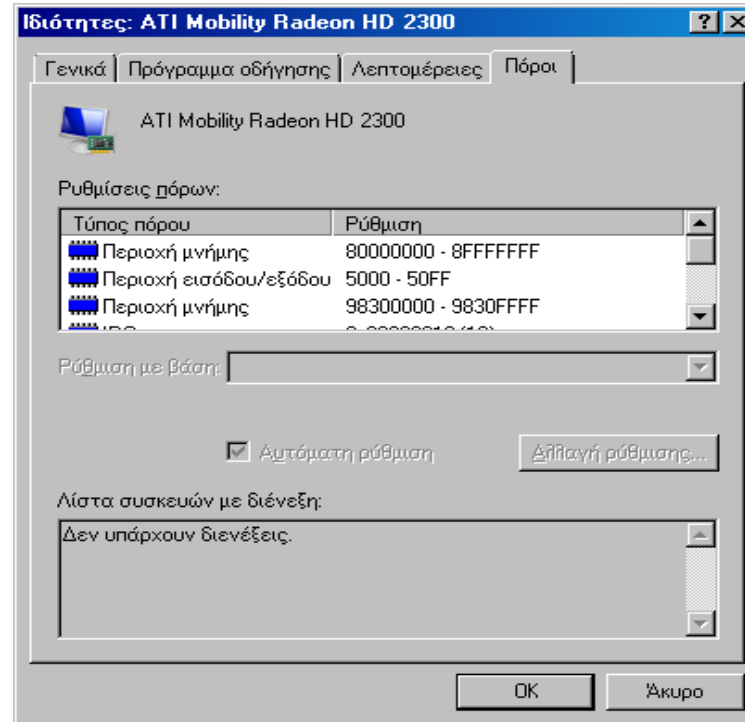 Ιδιότητες: ATI Mobility Radeon HD 2300
Γενικά Πρόγραμμα οδήγησης Λεπτομέρειες Πόροι
ATI Mobility Radeon HD 2300
Ρυθμίσεις πόρων:
Τύπος πόρου Ρύθμιση
Περιοχή μνήμης 80000000 - 8FFFFFFF
Περιοχή εισόδου/εξόδου 5000 - 50FF
Περιοχή μνήμης 98300000 - 9830FFFF
Ρύθμιση με βάση:
Αυτόματη ρύθμιση Αλλαγή ρύθμισης...
Λίστα συσκευών με διένεξη:
Δεν υπάρχουν διενέξεις.
OK Άκυρο